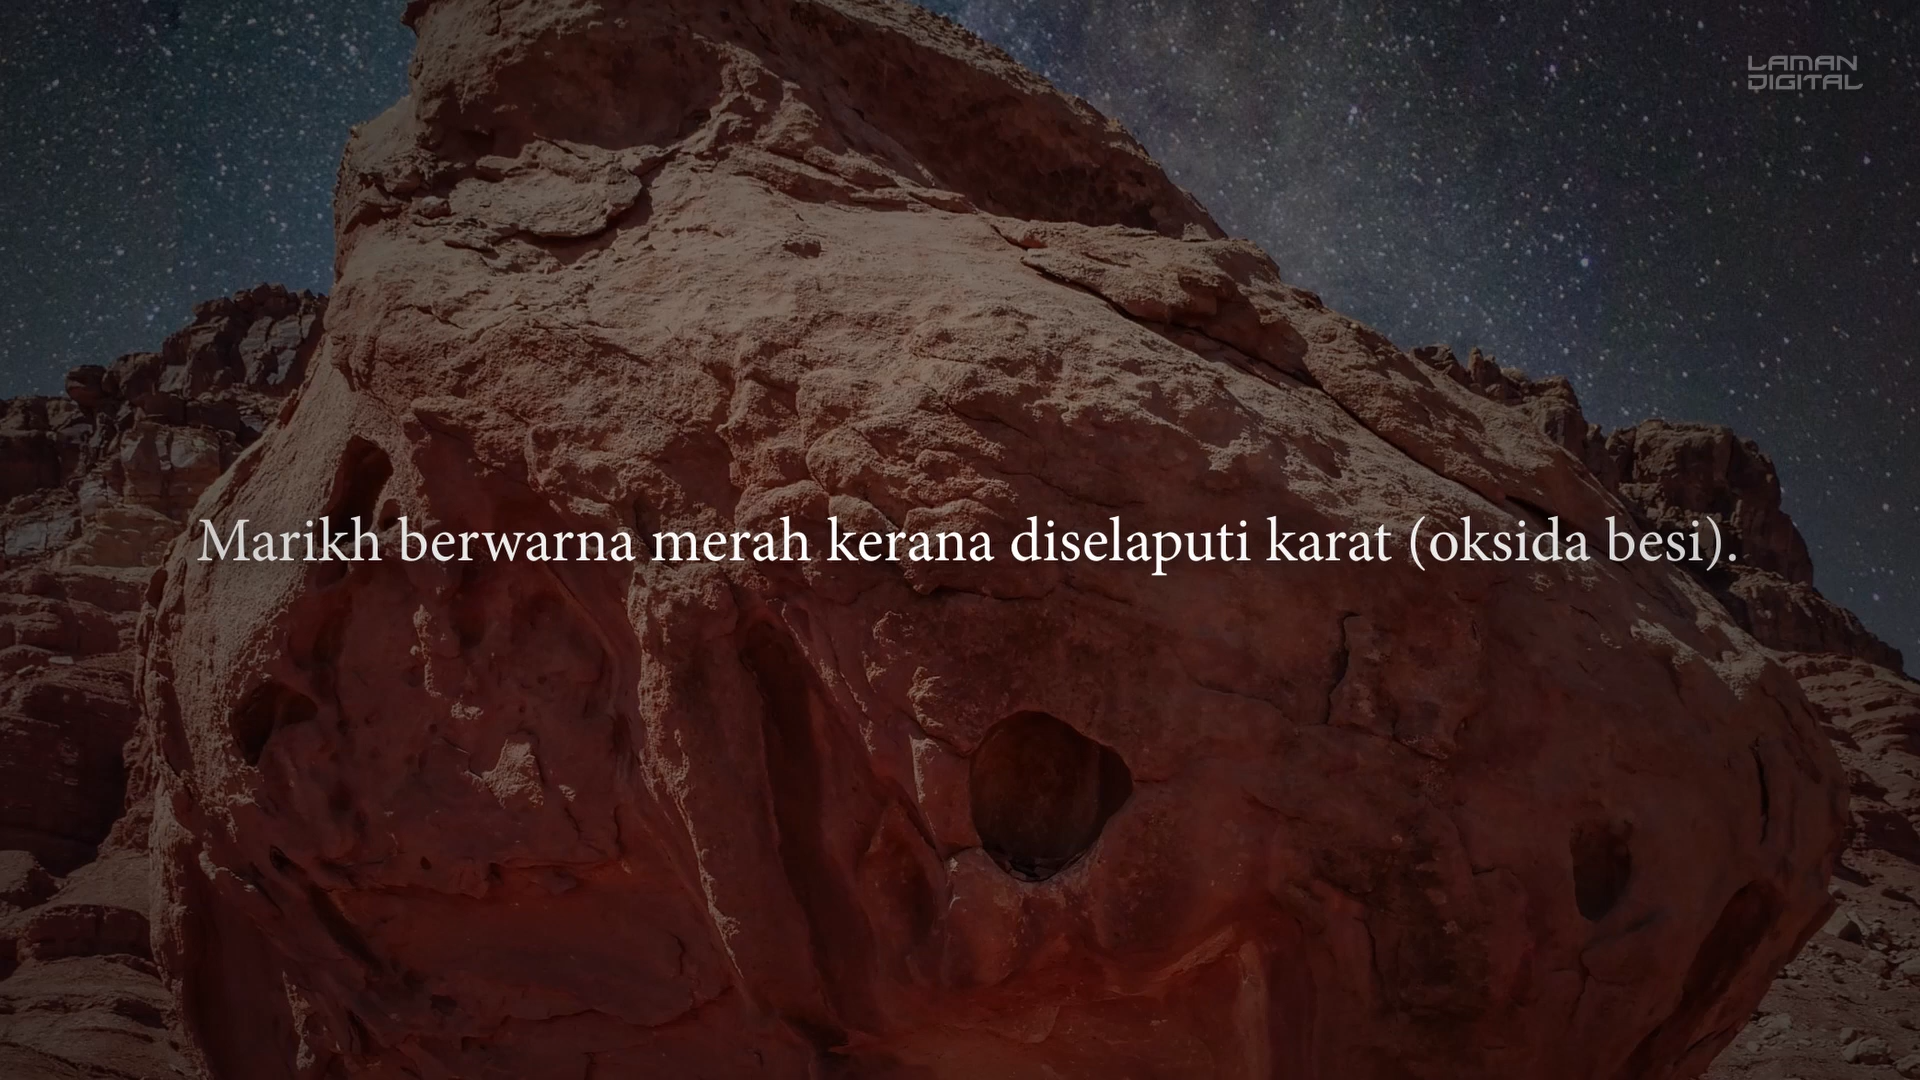 LAMAN
DIGITAL
Marikh berwarna merah kerana diselaputi karat (oksida besi).